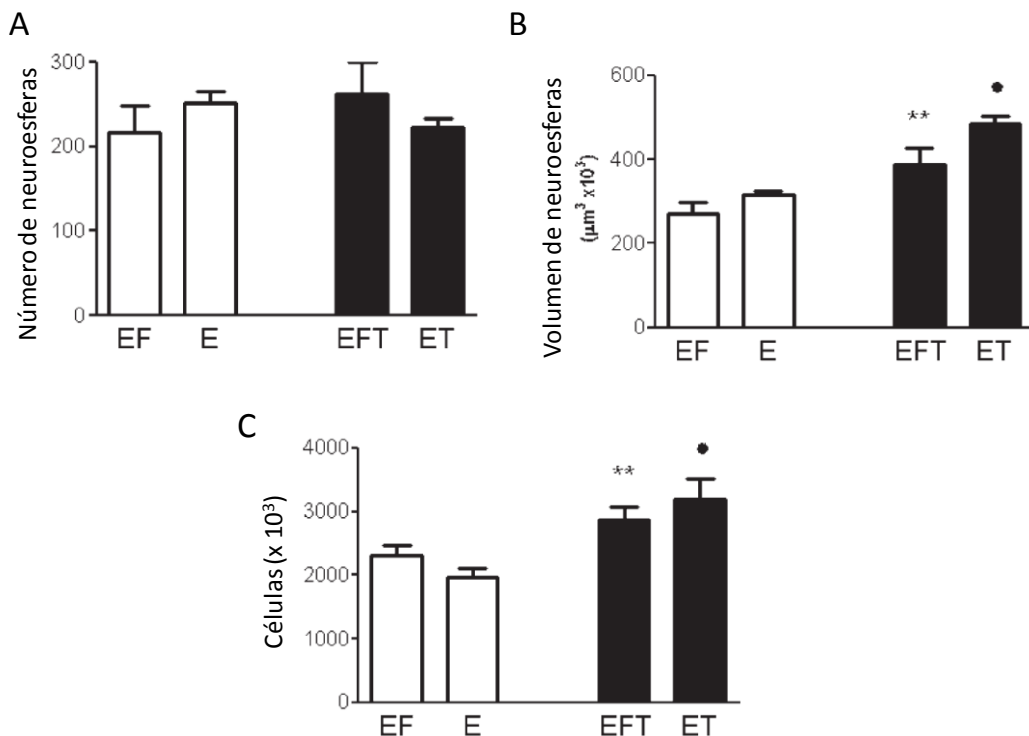 A
Número de neuroesferas
300
200
100
0
EF E EFT ET
B
Volumen de neuroesferas
(μm³ x10³)
600
400
200
0
**
•
EF E EFT ET
C
Células (x 10³)
4000
3000
2000
1000
0
**
•
EF E EFT ET